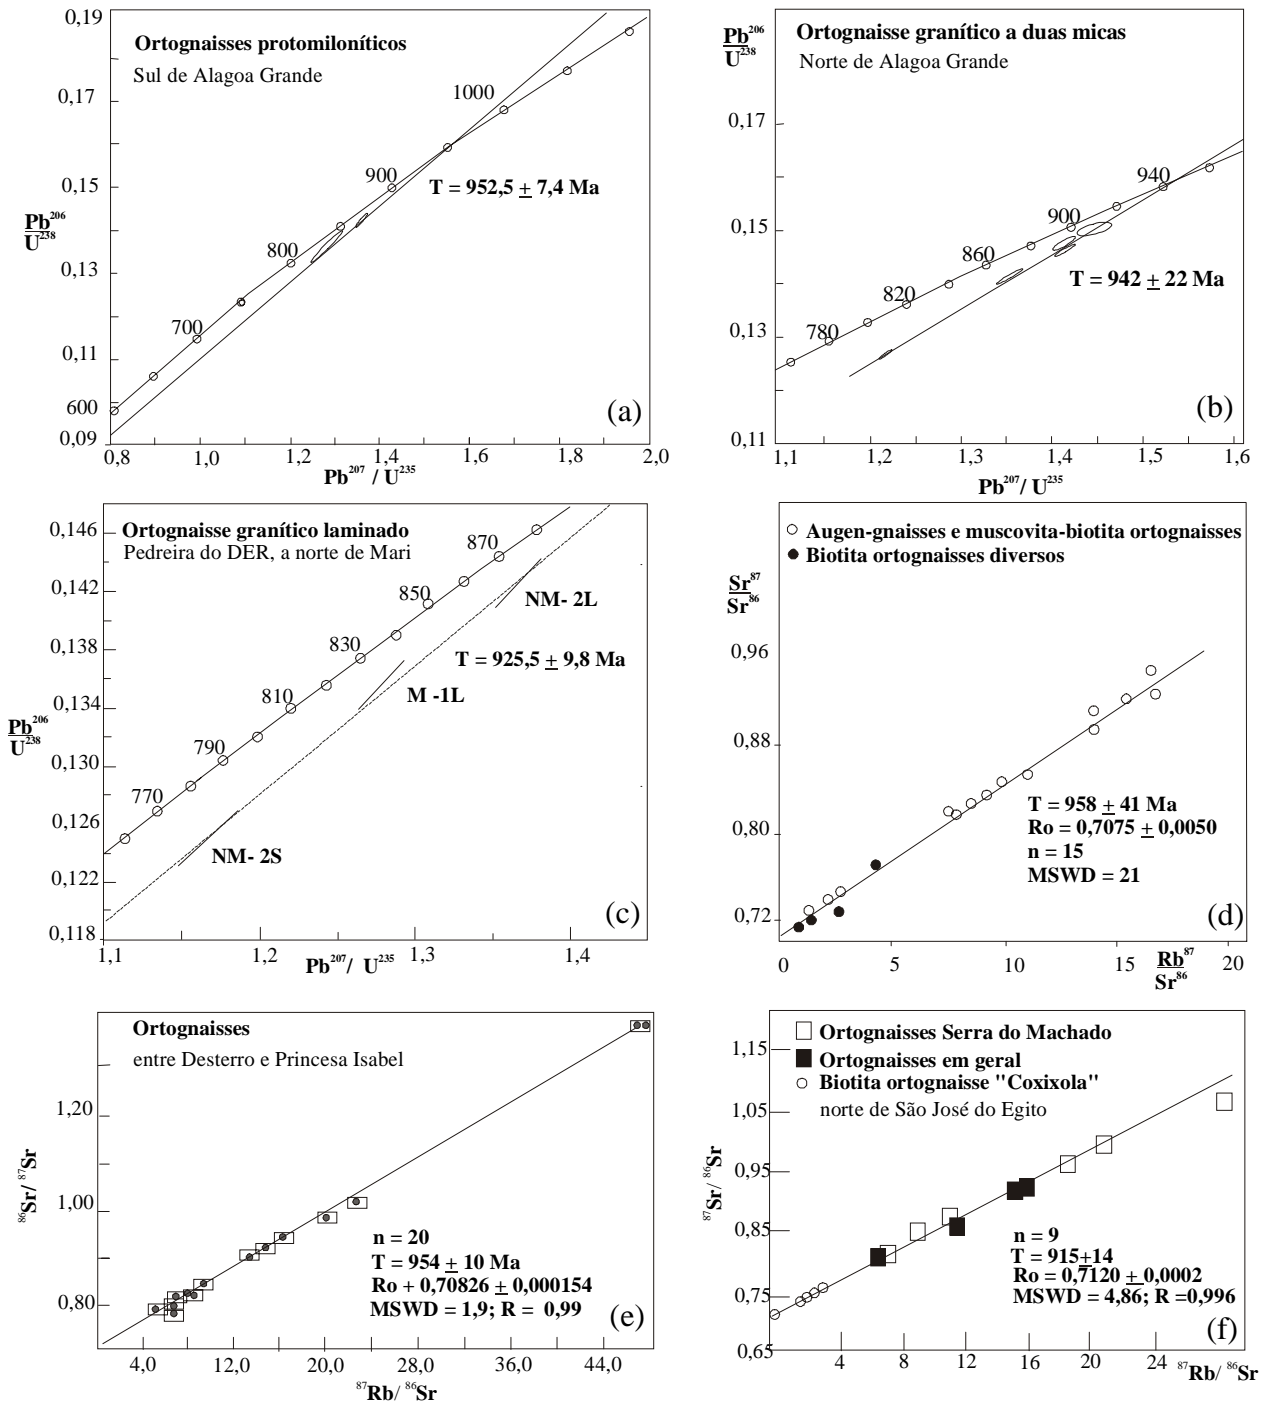 0,19
Ortognaisses protomiloníticos
Sul de Alagoa Grande
0,17
1000
900
T = 952,5 ± 7,4 Ma
0,15
Pb²⁰⁶
U²³⁸
800
0,13
700
0,11
600
0,09
(a)
0,8 1,0 1,2 1,4 1,6 1,8 2,0
Pb²⁰⁷ / U²³⁵
Pb²⁰⁶
U²³⁸
Ortognaisse granítico a duas micas
Norte de Alagoa Grande
0,17
940
900
0,15
860
T = 942 ± 22 Ma
820
780
0,13
(b)
0,11
1,1 1,2 1,3 1,4 1,5 1,6
Pb²⁰⁷/ U²³⁵
0,146
Ortognaisse granítico laminado
Pedreira do DER, a norte de Mari
870
0,142
850
NM- 2L
0,138
830
T = 925,5 ± 9,8 Ma
810
M -1L
0,134
Pb²⁰⁶
U²³⁸
790
0,130
770
0,126
NM- 2S
0,122
(c)
0,118
1,1 1,2 1,3 1,4
Pb²⁰⁷/ U²³⁵
Augen-gnaisses e muscovita-biotita ortognaisses
Biotita ortognaisses diversos
Sr⁸⁷
Sr⁸⁶
0,96
0,88
T = 958 ± 41 Ma
Ro = 0,7075 ± 0,0050
0,80
n = 15
MSWD = 21
0,72
(d)
0 5 10 15 20
Rb⁸⁷
Sr⁸⁶
Ortognaisses
entre Desterro e Princesa Isabel
1,20
⁸⁶Sr/ ⁸⁷Sr
1,00
n = 20
T = 954 ± 10 Ma
Ro + 0,70826 ± 0,000154
MSWD = 1,9; R = 0,99
0,80
(e)
4,0 12,0 20,0 28,0 36,0 44,0
⁸⁷Rb/ ⁸⁶Sr
Ortognaisses Serra do Machado
Ortognaisses em geral
Biotita ortognaisse "Coxixola"
norte de São José do Egito
1,15
1,05
⁸⁷Sr/ ⁸⁶Sr
0,95
0,85
n = 9
T = 915±14
Ro = 0,7120 ± 0,0002
MSWD = 4,86; R =0,996
0,75
(f)
0,65
4 8 12 16 20 24
⁸⁷Rb/ ⁸⁶Sr